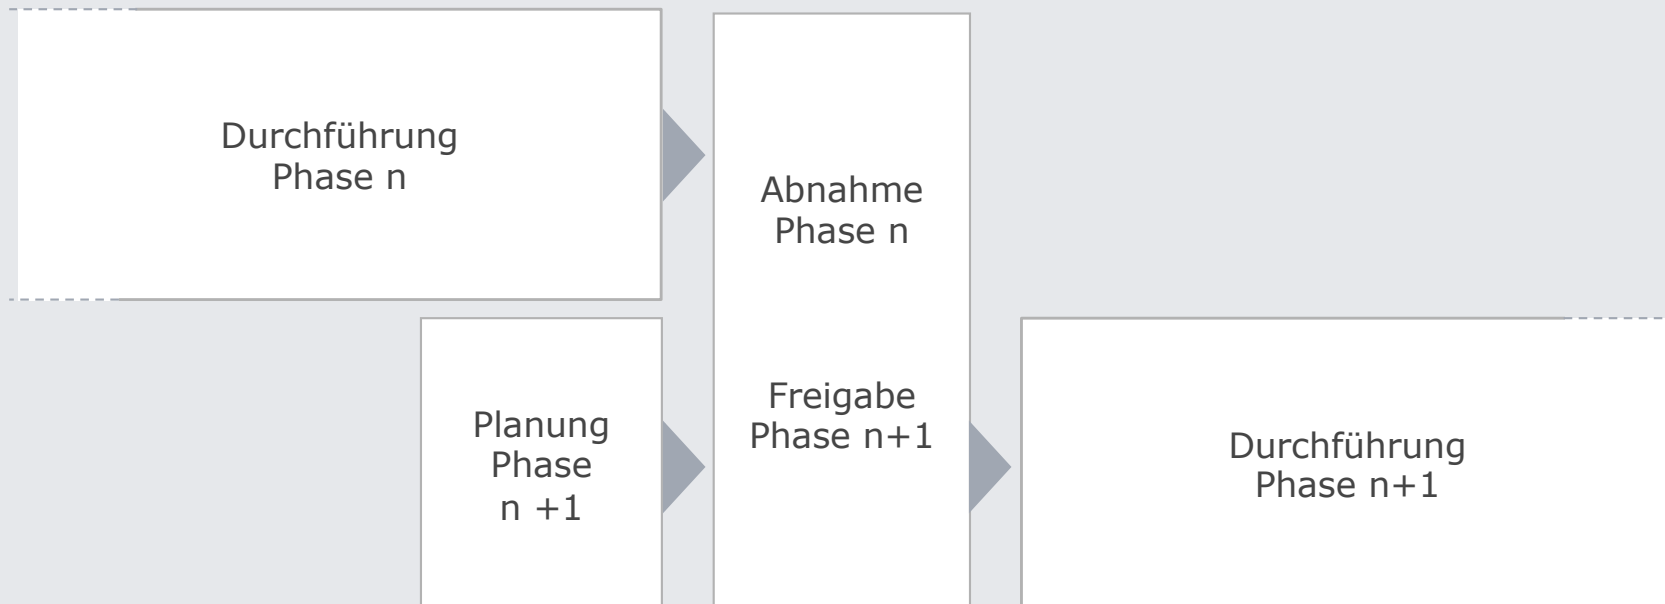 Durchführung
Phase n
Abnahme
Phase n
Planung
Phase
n +1
Freigabe
Phase n+1
Durchführung
Phase n+1